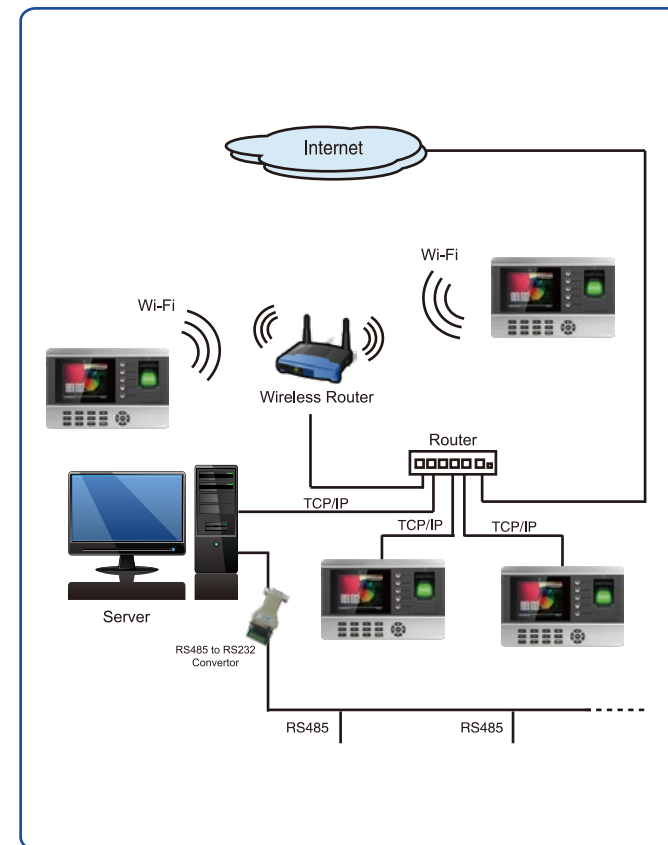 Internet
Wi-Fi
Wi-Fi
Wireless Router
Router
TCP/IP
TCP/IP
TCP/IP
Server
RS485 to RS232
Convertor
RS485
RS485